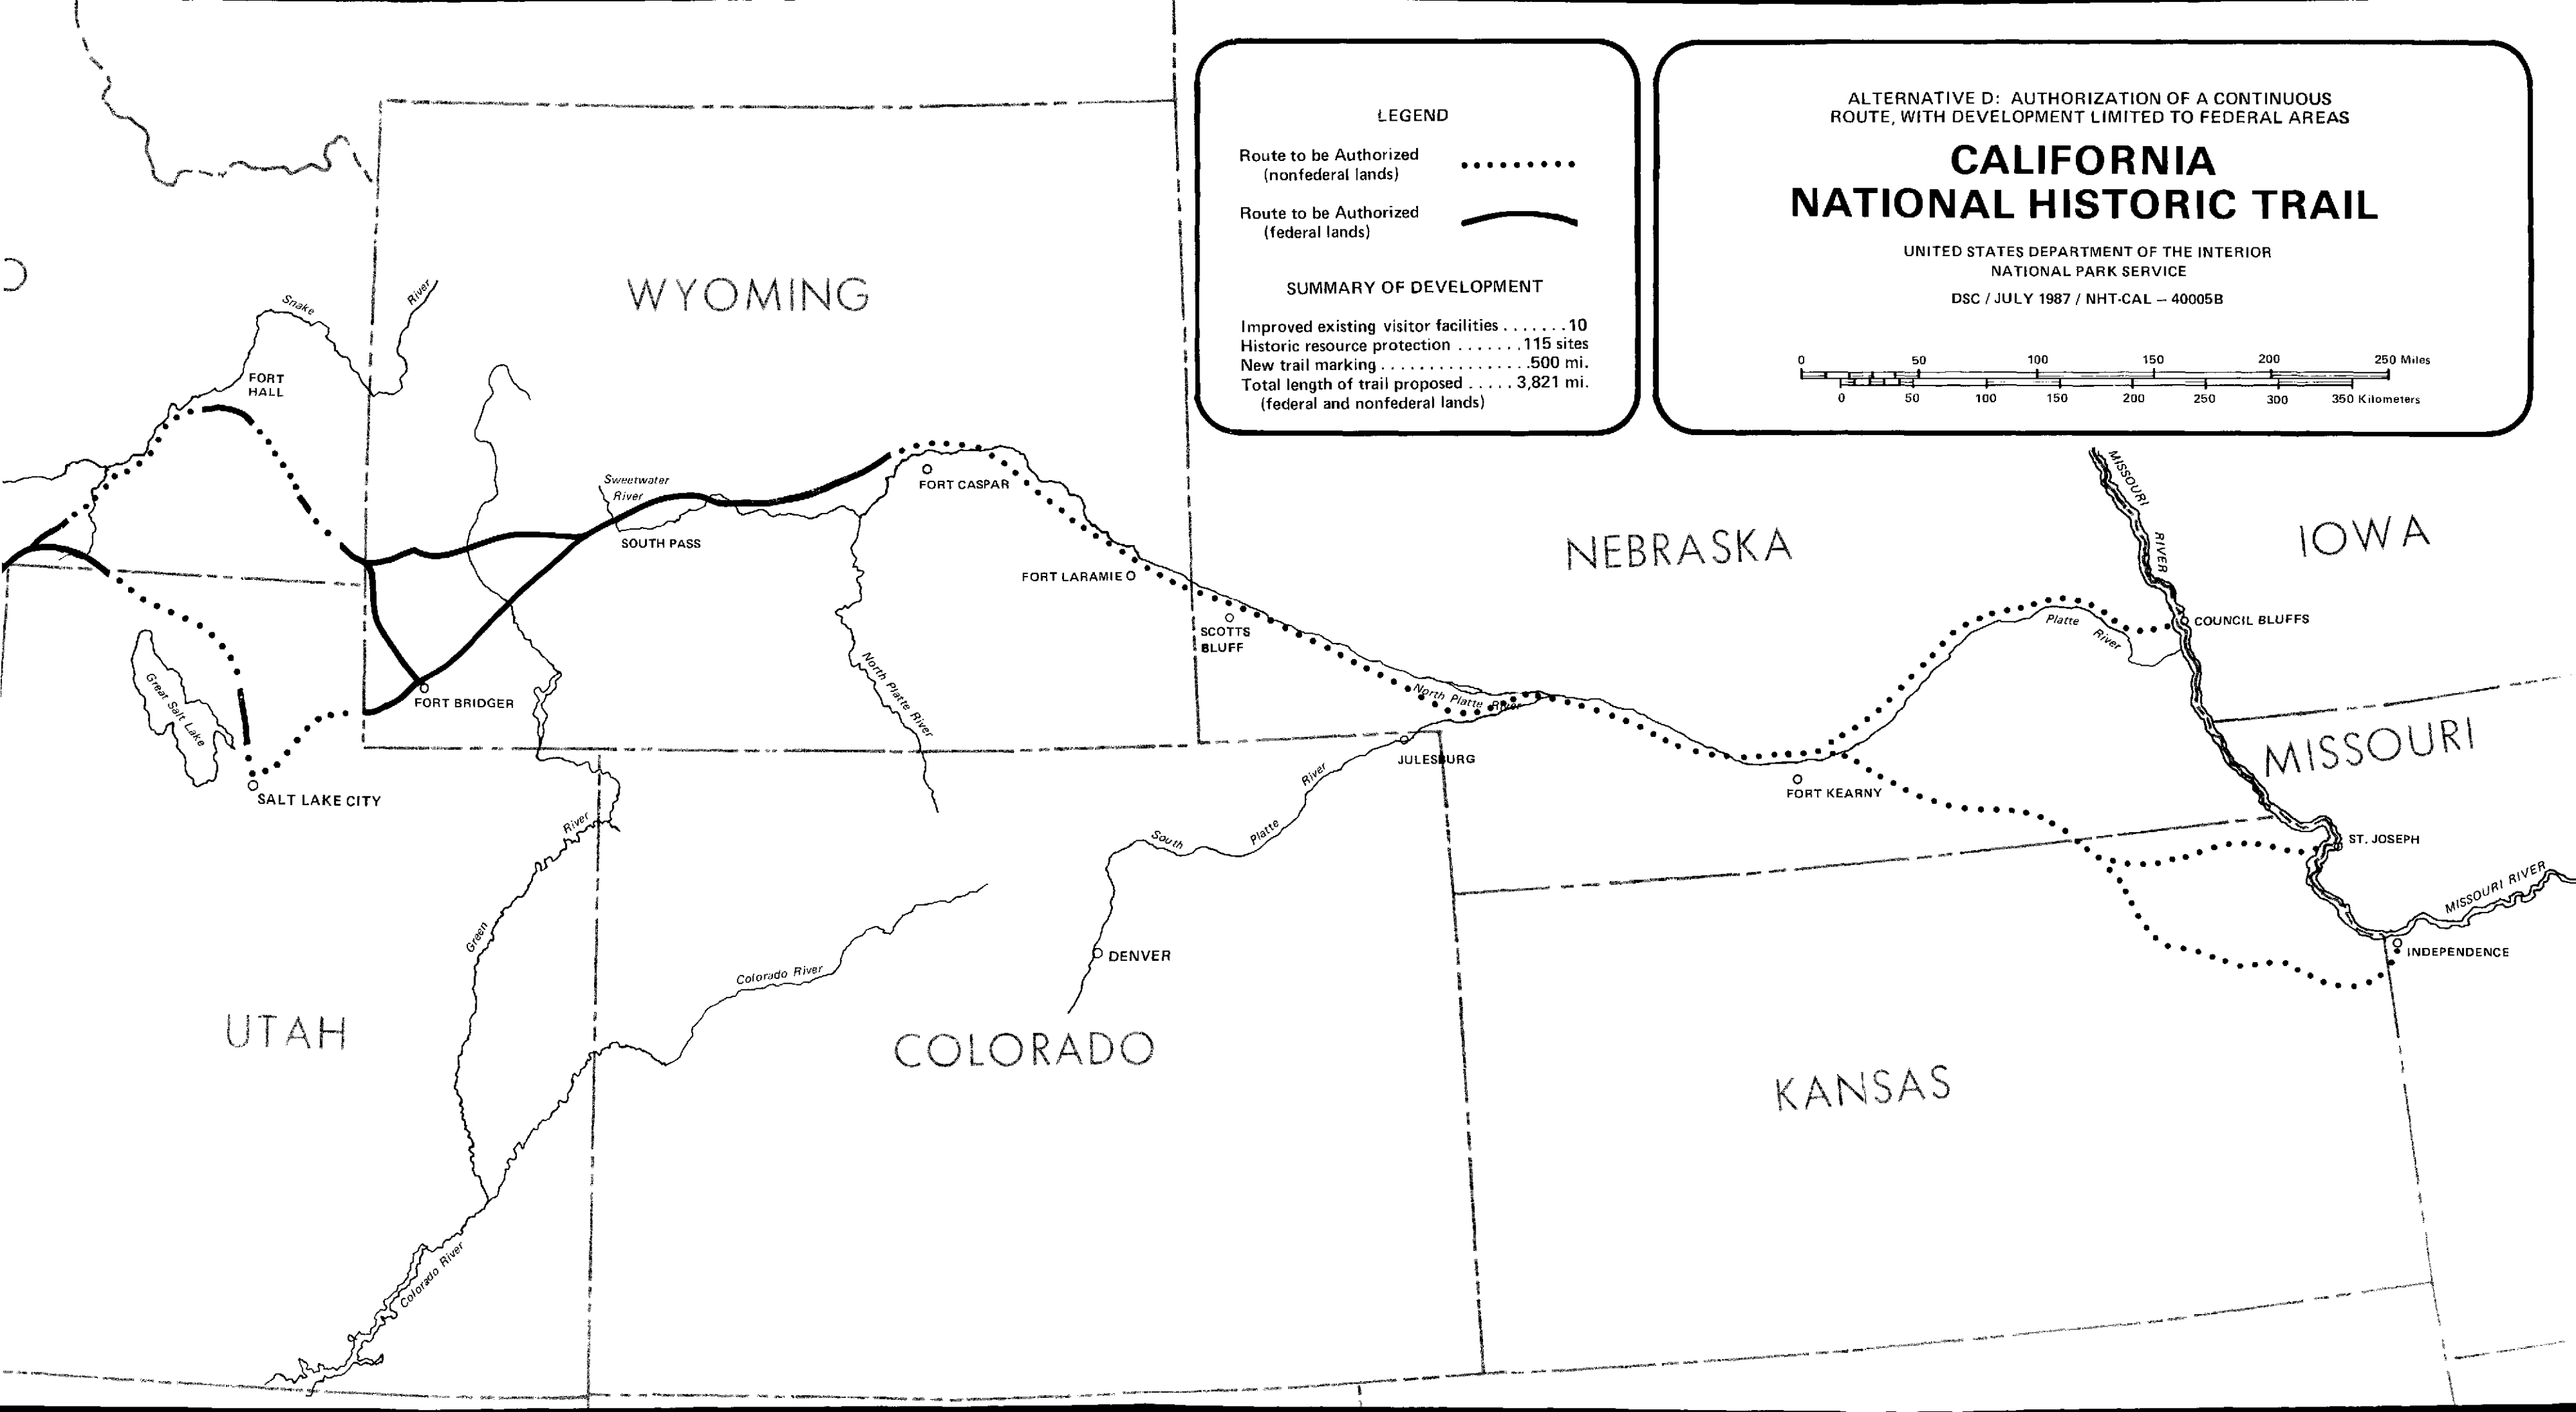 LEGEND
Route to be Authorized
(nonfederal lands)
Route to be Authorized
(federal lands)
SUMMARY OF DEVELOPMENT
Improved existing visitor facilities . . . . . . . 10
Historic resource protection . . . . . . . 115 sites
New trail marking . . . . . . . . . . . . . . . . 500 mi.
Total length of trail proposed . . . . . 3,821 mi.
(federal and nonfederal lands)
ALTERNATIVE D: AUTHORIZATION OF A CONTINUOUS
ROUTE, WITH DEVELOPMENT LIMITED TO FEDERAL AREAS
CALIFORNIA
NATIONAL HISTORIC TRAIL
UNITED STATES DEPARTMENT OF THE INTERIOR
NATIONAL PARK SERVICE
DSC / JULY 1987 / NHT-CAL – 40005B
0 50 100 150 200 250 Miles
0 50 100 150 200 250 300 350 Kilometers
O
WYOMING
Snake
River
FORT
HALL
Sweetwater
River
SOUTH PASS
FORT CASPAR
FORT LARAMIE
SCOTTS
BLUFF
NEBRASKA
IOWA
MISSOURI
RIVER
COUNCIL BLUFFS
Platte
River
North Platte River
North Platte River
Great Salt Lake
FORT BRIDGER
SALT LAKE CITY
JULESBURG
FORT KEARNY
MISSOURI
ST. JOSEPH
MISSOURI RIVER
INDEPENDENCE
River
Green
South
Platte
River
DENVER
Colorado River
UTAH
COLORADO
KANSAS
Colorado River